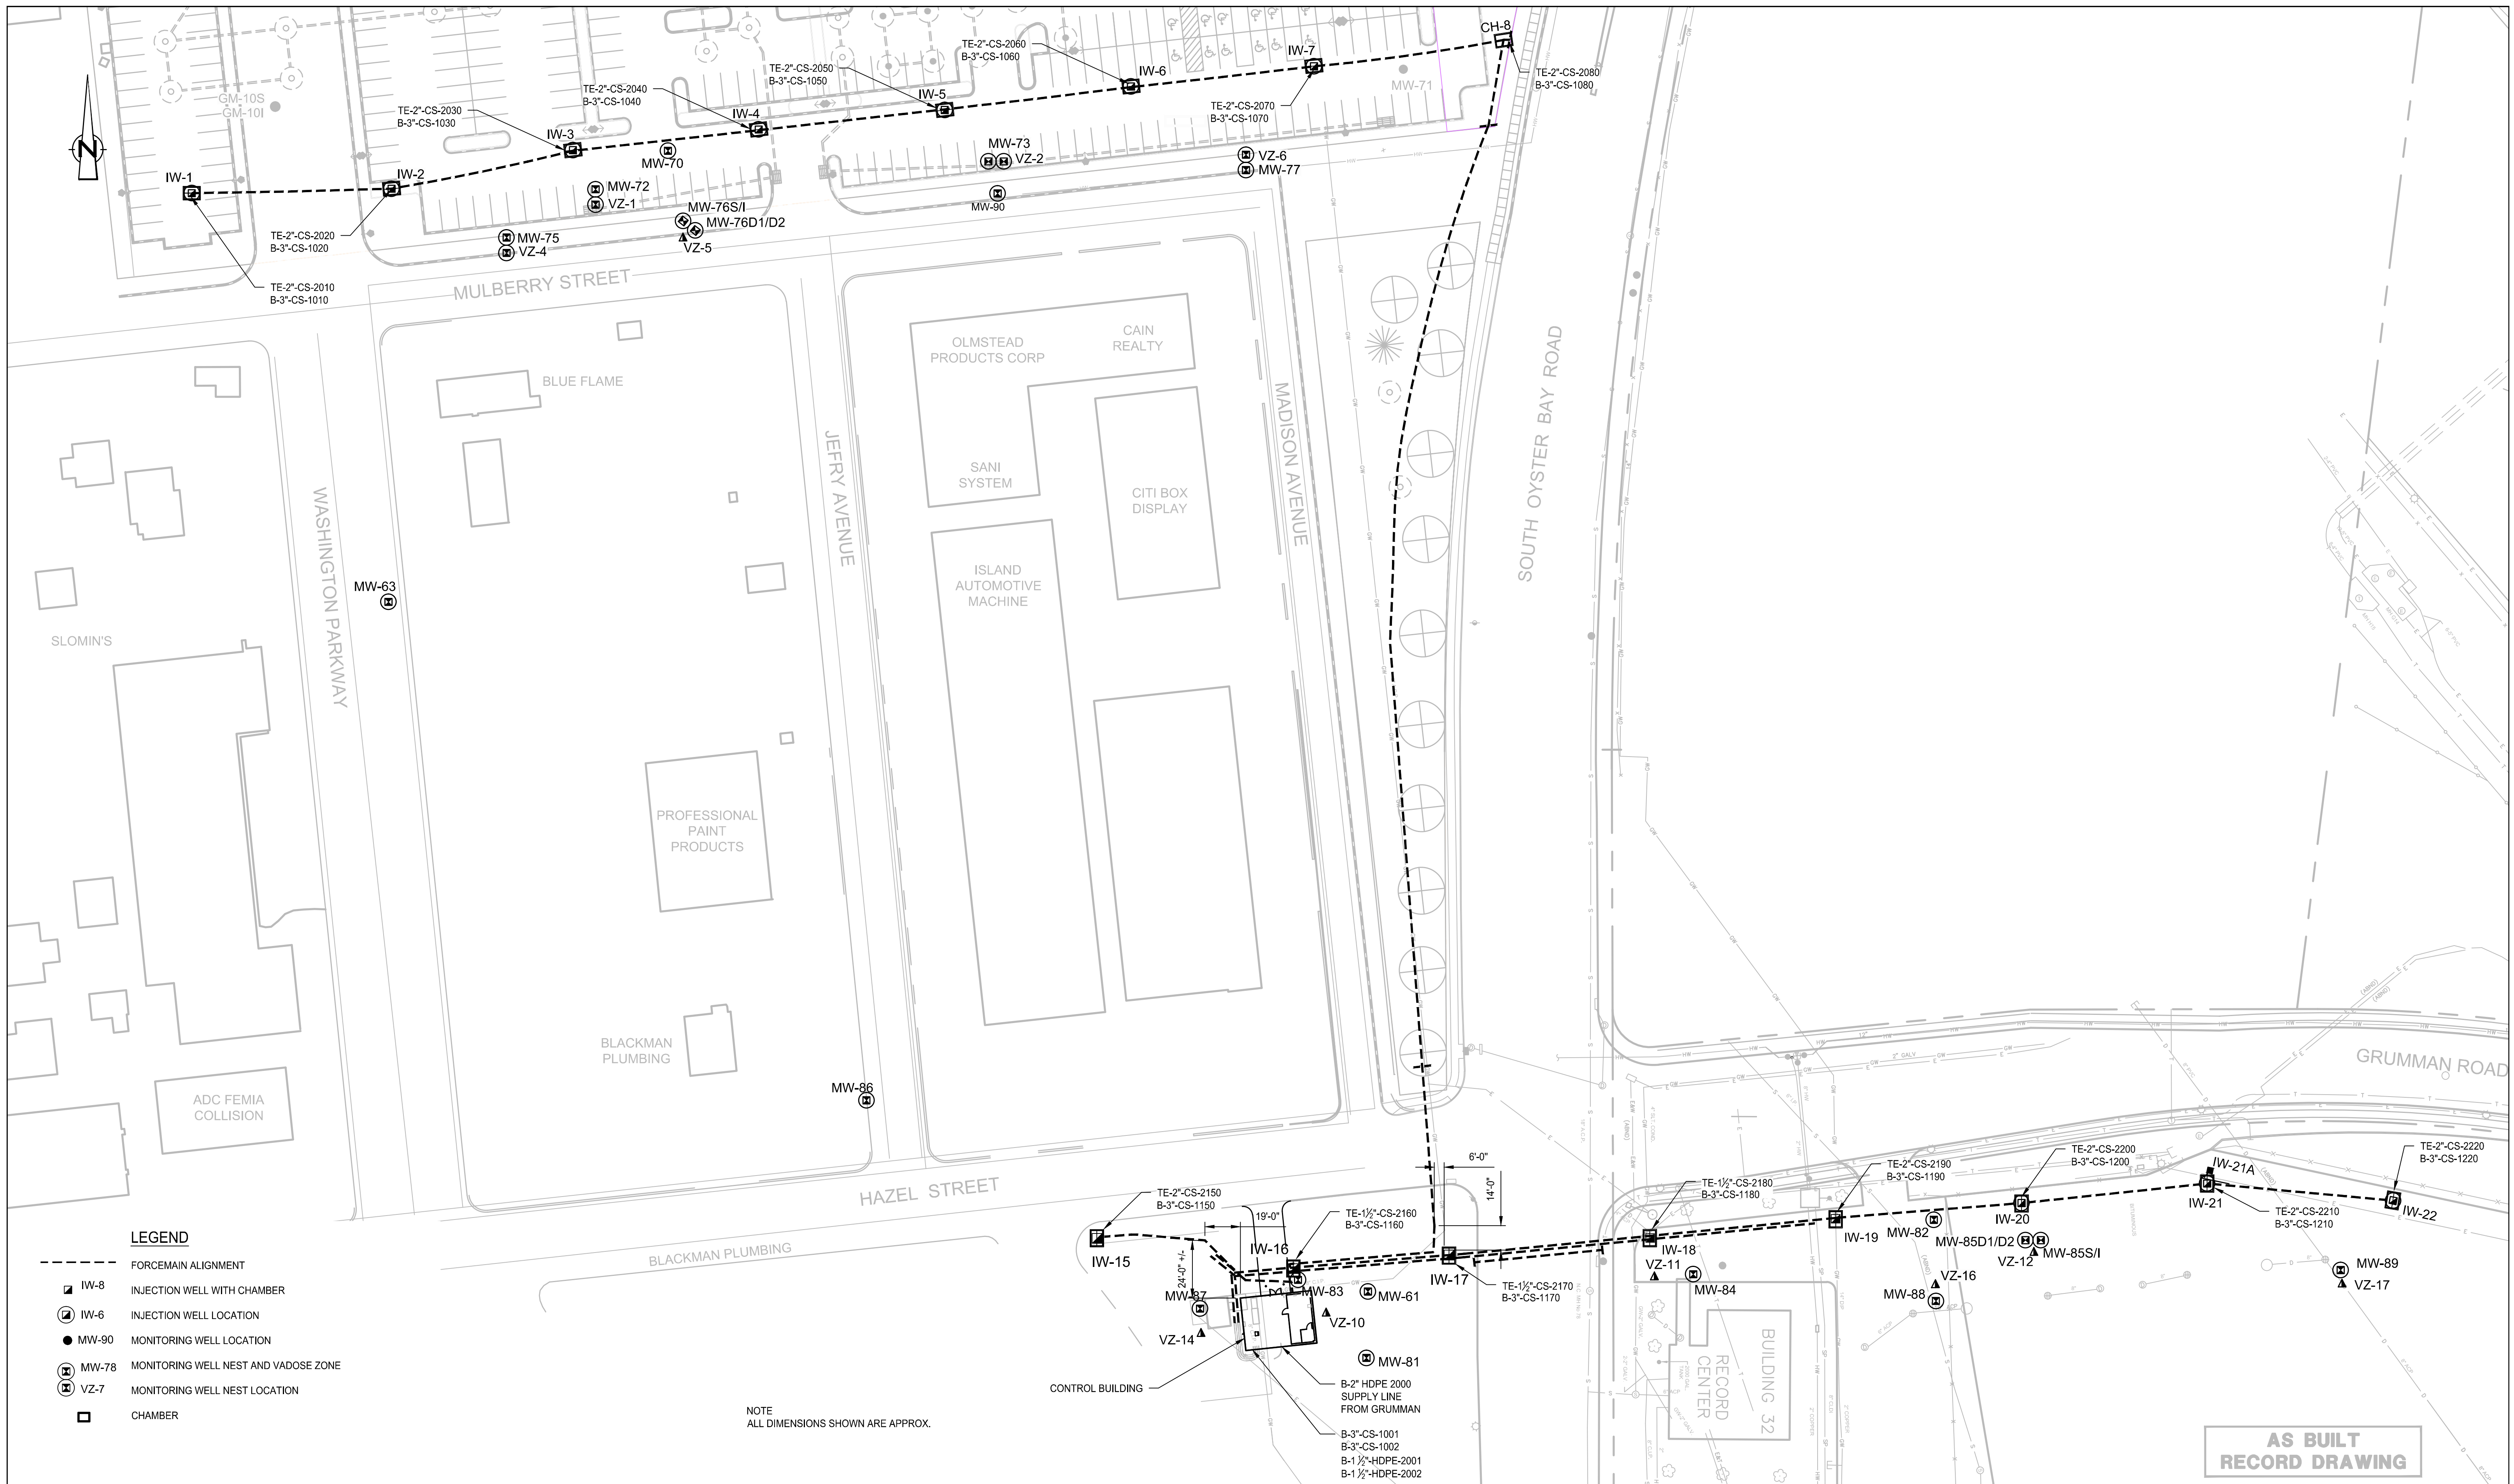 CH-8
TE-2"-CS-2080
B-3"-CS-1080
IW-7
TE-2"-CS-2060
B-3"-CS-1060
IW-6
MW-71
TE-2"-CS-2070
B-3"-CS-1070
TE-2"-CS-2050
B-3"-CS-1050
IW-5
TE-2"-CS-2040
B-3"-CS-1040
IW-4
TE-2"-CS-2030
B-3"-CS-1030
IW-3
GM-10S
GM-10I
N
IW-1
IW-2
MW-70
MW-73
VZ-2
VZ-6
MW-77
MW-72
VZ-1
MW-90
MW-76S/I
MW-76D1/D2
VZ-5
MW-75
VZ-4
TE-2"-CS-2020
B-3"-CS-1020
TE-2"-CS-2010
B-3"-CS-1010
MULBERRY STREET
OLMSTEAD
PRODUCTS CORP
CAIN
REALTY
BLUE FLAME
SANI
SYSTEM
CITI BOX
DISPLAY
MADISON AVENUE
JEFRY AVENUE
SOUTH OYSTER BAY ROAD
WASHINGTON PARKWAY
ISLAND
AUTOMOTIVE
MACHINE
MW-63
SLOMIN'S
PROFESSIONAL
PAINT
PRODUCTS
BLACKMAN
PLUMBING
ADC FEMIA
COLLISION
MW-86
GRUMMAN ROAD
12"
2" GALV
(ABND)
(ABND)
HAZEL STREET
BLACKMAN PLUMBING
6'-0"
14'-0"
TE-2"-CS-2150
B-3"-CS-1150
19'-0"
TE-1½"-CS-2160
B-3"-CS-1160
TE-1½"-CS-2180
B-3"-CS-1180
TE-2"-CS-2190
B-3"-CS-1190
TE-2"-CS-2200
B-3"-CS-1200
IW-21A
TE-2"-CS-2220
B-3"-CS-1220
IW-15
24'-0" +/-
IW-16
IW-17
IW-18
IW-19
IW-20
IW-21
IW-22
TE-2"-CS-2210
B-3"-CS-1210
MW-82
MW-85D1/D2
MW-85S/I
VZ-12
VZ-11
MW-84
VZ-16
MW-88
MW-89
VZ-17
TE-1½"-CS-2170
B-3"-CS-1170
MW-87
MW-83
MW-61
VZ-14
VZ-10
MW-81
BUILDING 32
RECORD
CENTER
BITUMINOUS
CONTROL BUILDING
B-2" HDPE 2000
SUPPLY LINE
FROM GRUMMAN
B-3"-CS-1001
B-3"-CS-1002
B-1 ½"-HDPE-2001
B-1 ½"-HDPE-2002
LEGEND
FORCEMAIN ALIGNMENT
IW-8 INJECTION WELL WITH CHAMBER
IW-6 INJECTION WELL LOCATION
MW-90 MONITORING WELL LOCATION
MW-78 MONITORING WELL NEST AND VADOSE ZONE
VZ-7 MONITORING WELL NEST LOCATION
CHAMBER
NOTE
ALL DIMENSIONS SHOWN ARE APPROX.
AS BUILT
RECORD DRAWING